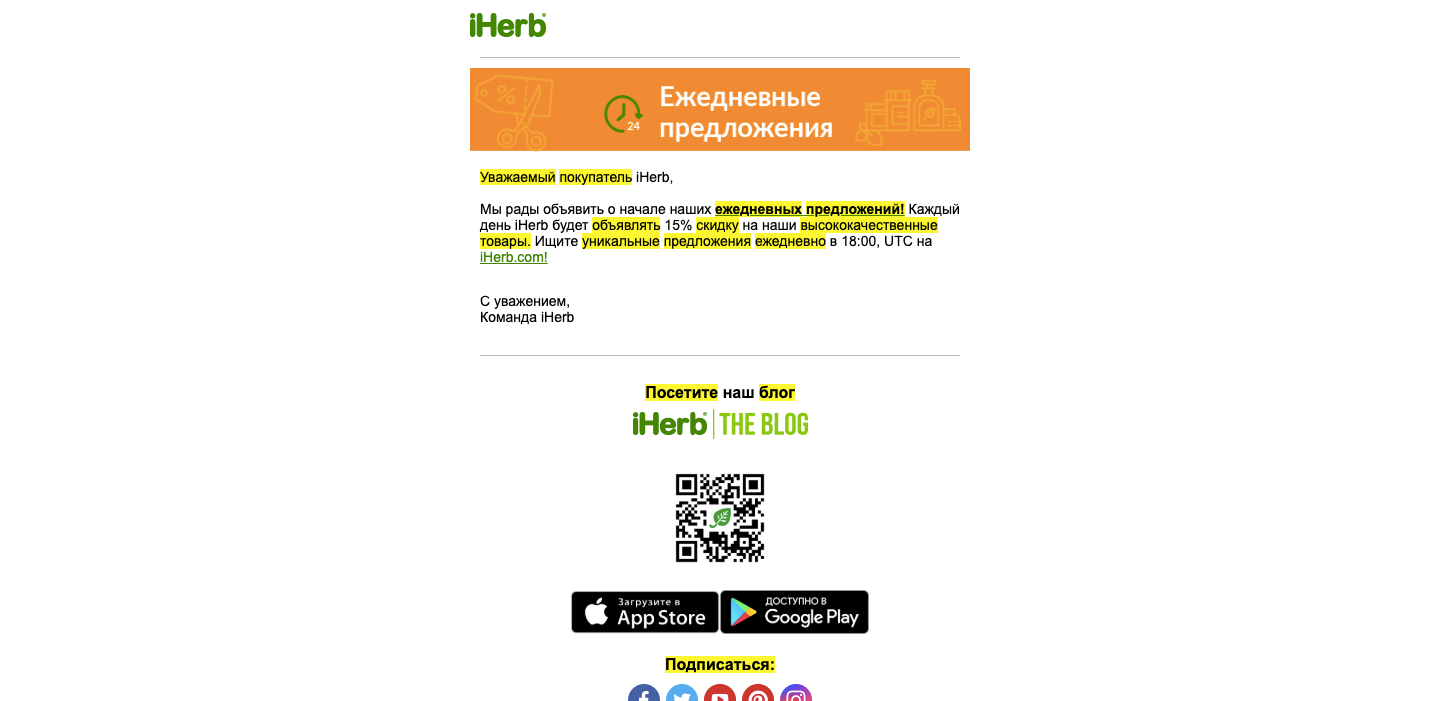 iHerb
Ежедневные
предложения
24
Уважаемый покупатель iHerb,
Мы рады объявить о начале наших ежедневных предложений! Каждый
день iHerb будет объявлять 15% скидку на наши высококачественные
товары. Ищите уникальные предложения ежедневно в 18:00, UTC на
iHerb.com!
С уважением,
Команда iHerb
Посетите наш блог
iHerb THE BLOG
Загрузите в
App Store
ДОСТУПНО В
Google Play
Подписаться: